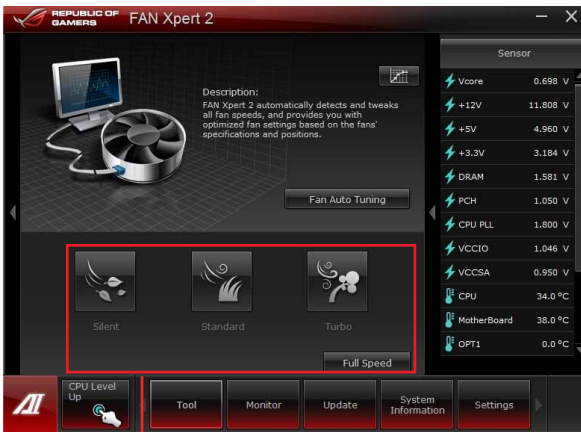 REPUBLIC OF
GAMERS
FAN Xpert 2
Description:
FAN Xpert 2 automatically detects and tweaks
all fan speeds, and provides you with
optimized fan settings based on the fans'
specifications and positions.
Fan Auto Tuning
Silent
Standard
Turbo
Full Speed
Sensor
Vcore 0.698 V
+12V 11.808 V
+5V 4.960 V
+3.3V 3.184 V
DRAM 1.581 V
PCH 1.050 V
CPU PLL 1.800 V
VCCIO 1.046 V
VCCSA 0.950 V
CPU 34.0 °C
MotherBoard 38.0 °C
OPT1 0.0 °C
CPU Level
Up
Tool
Monitor
Update
System
Information
Settings